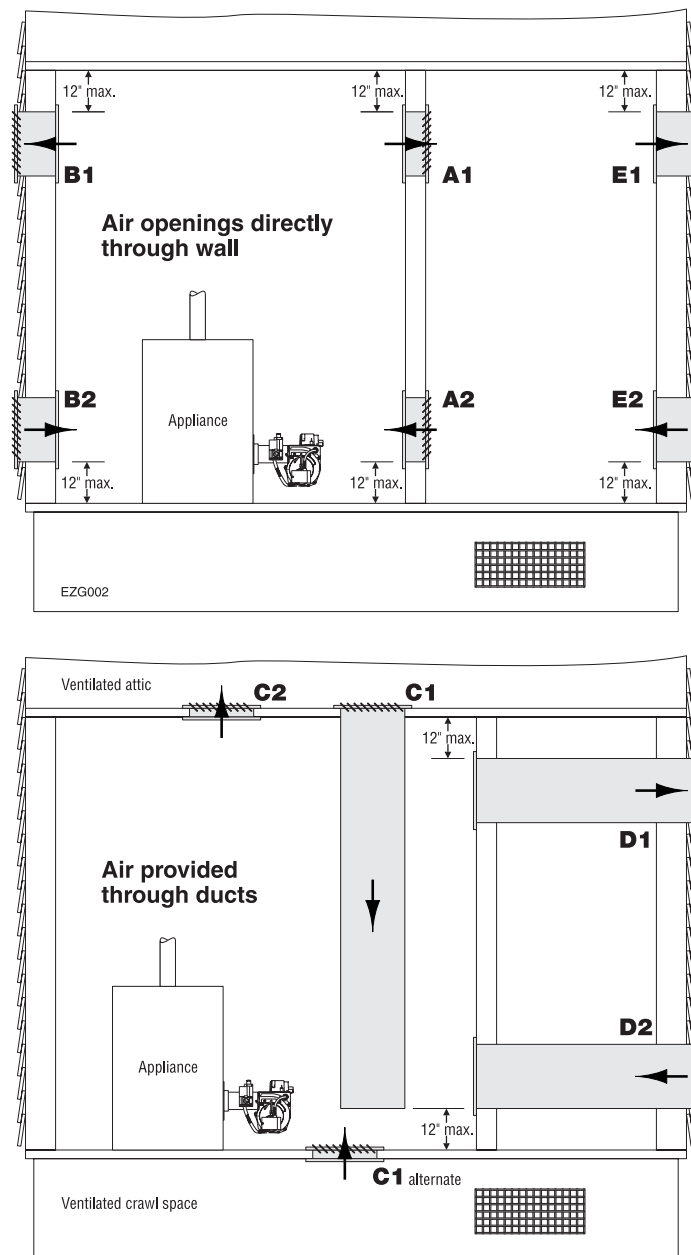 12" max.
12" max.
12" max.
B1
A1
E1
Air openings directly
through wall
B2
A2
E2
Appliance
12" max.
12" max.
12" max.
EZG002
Ventilated attic
C2
C1
12" max.
D1
Air provided
through ducts
D2
Appliance
12" max.
C1 alternate
Ventilated crawl space